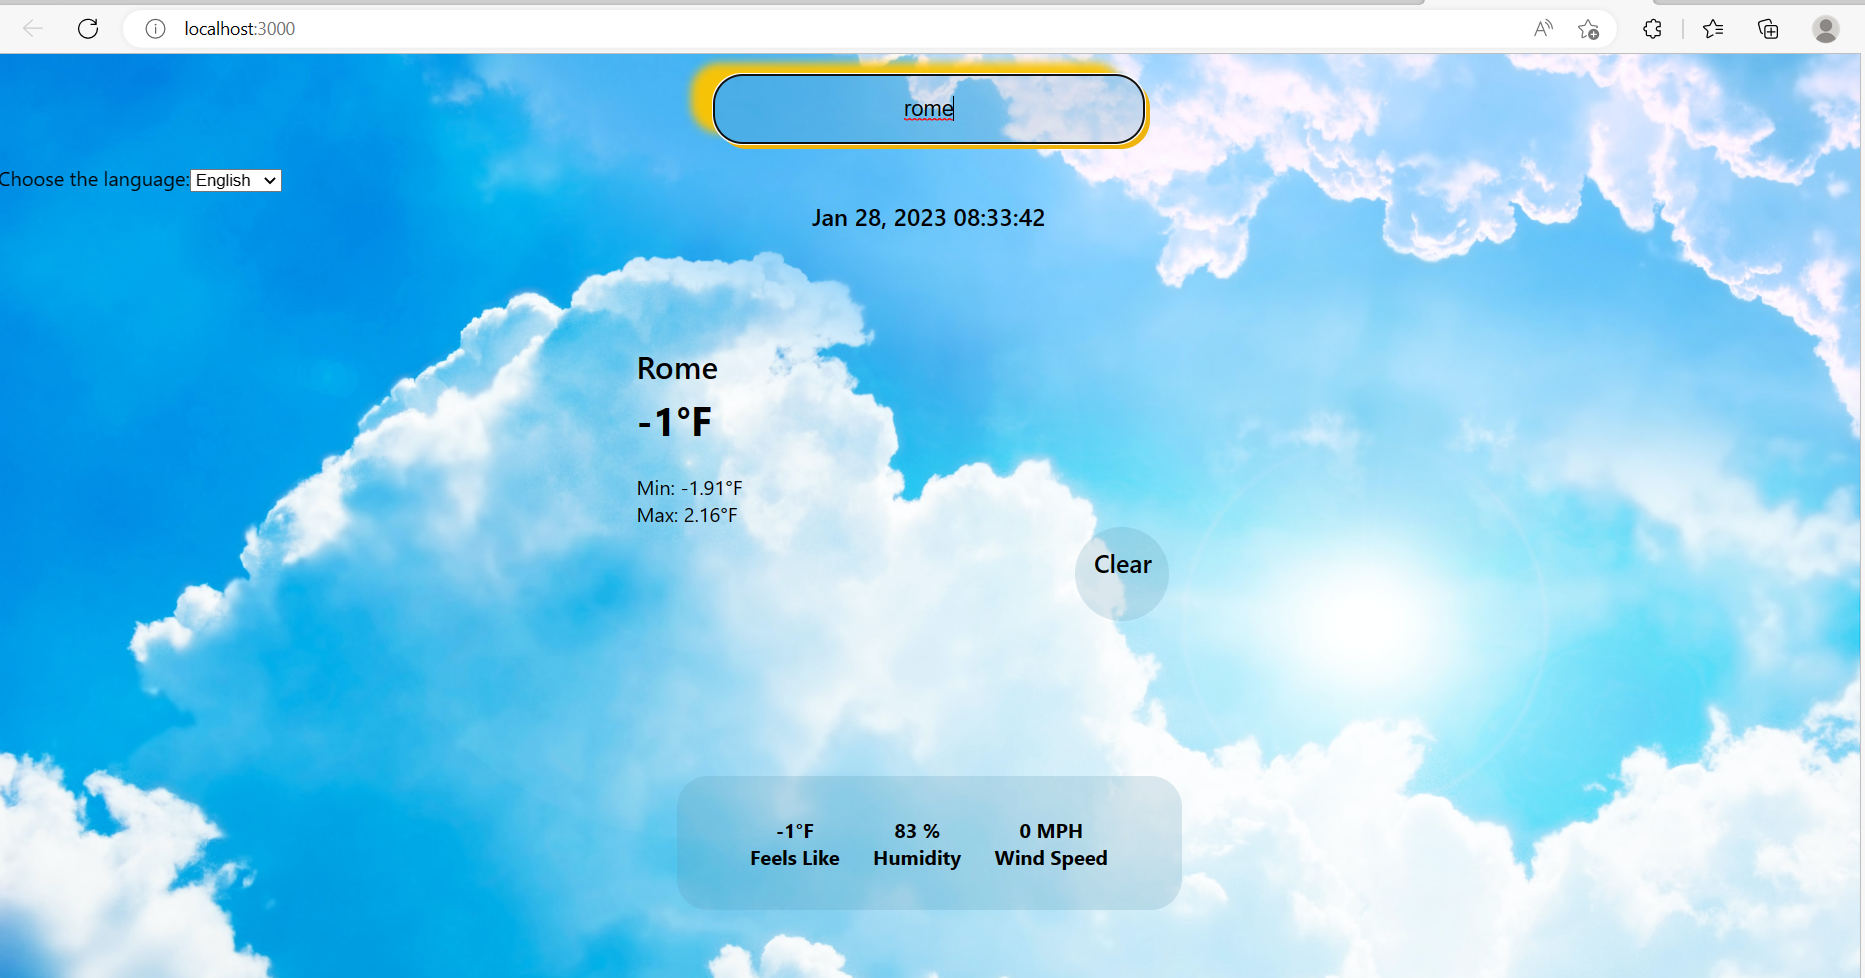 localhost:3000
rome
Choose the language: English
Jan 28, 2023 08:33:42
Rome
-1°F
Min: -1.91°F
Max: 2.16°F
Clear
-1°F 83 % 0 MPH
Feels Like Humidity Wind Speed